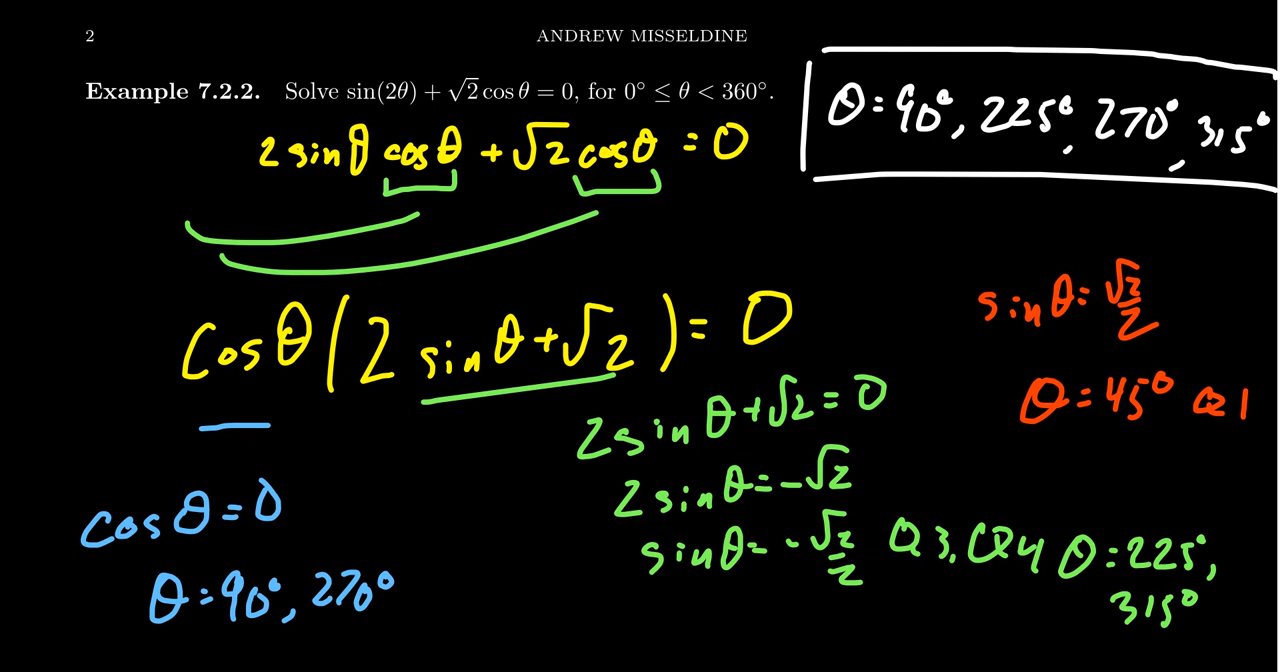 2
ANDREW MISSELDINE
Example 7.2.2. Solve sin(2θ) + √2 cos θ = 0, for 0° ≤ θ < 360°.
θ = 90°, 225°, 270°, 315°
2 sin θ cos θ + √2 cos θ = 0
cos θ (2 sin θ + √2) = 0
sin θ = √2/2
θ = 45° Q1
2 sin θ + √2 = 0
2 sin θ = -√2
sin θ = -√2/2 Q3, Q4 θ = 225°,
315°
cos θ = 0
θ = 90°, 270°